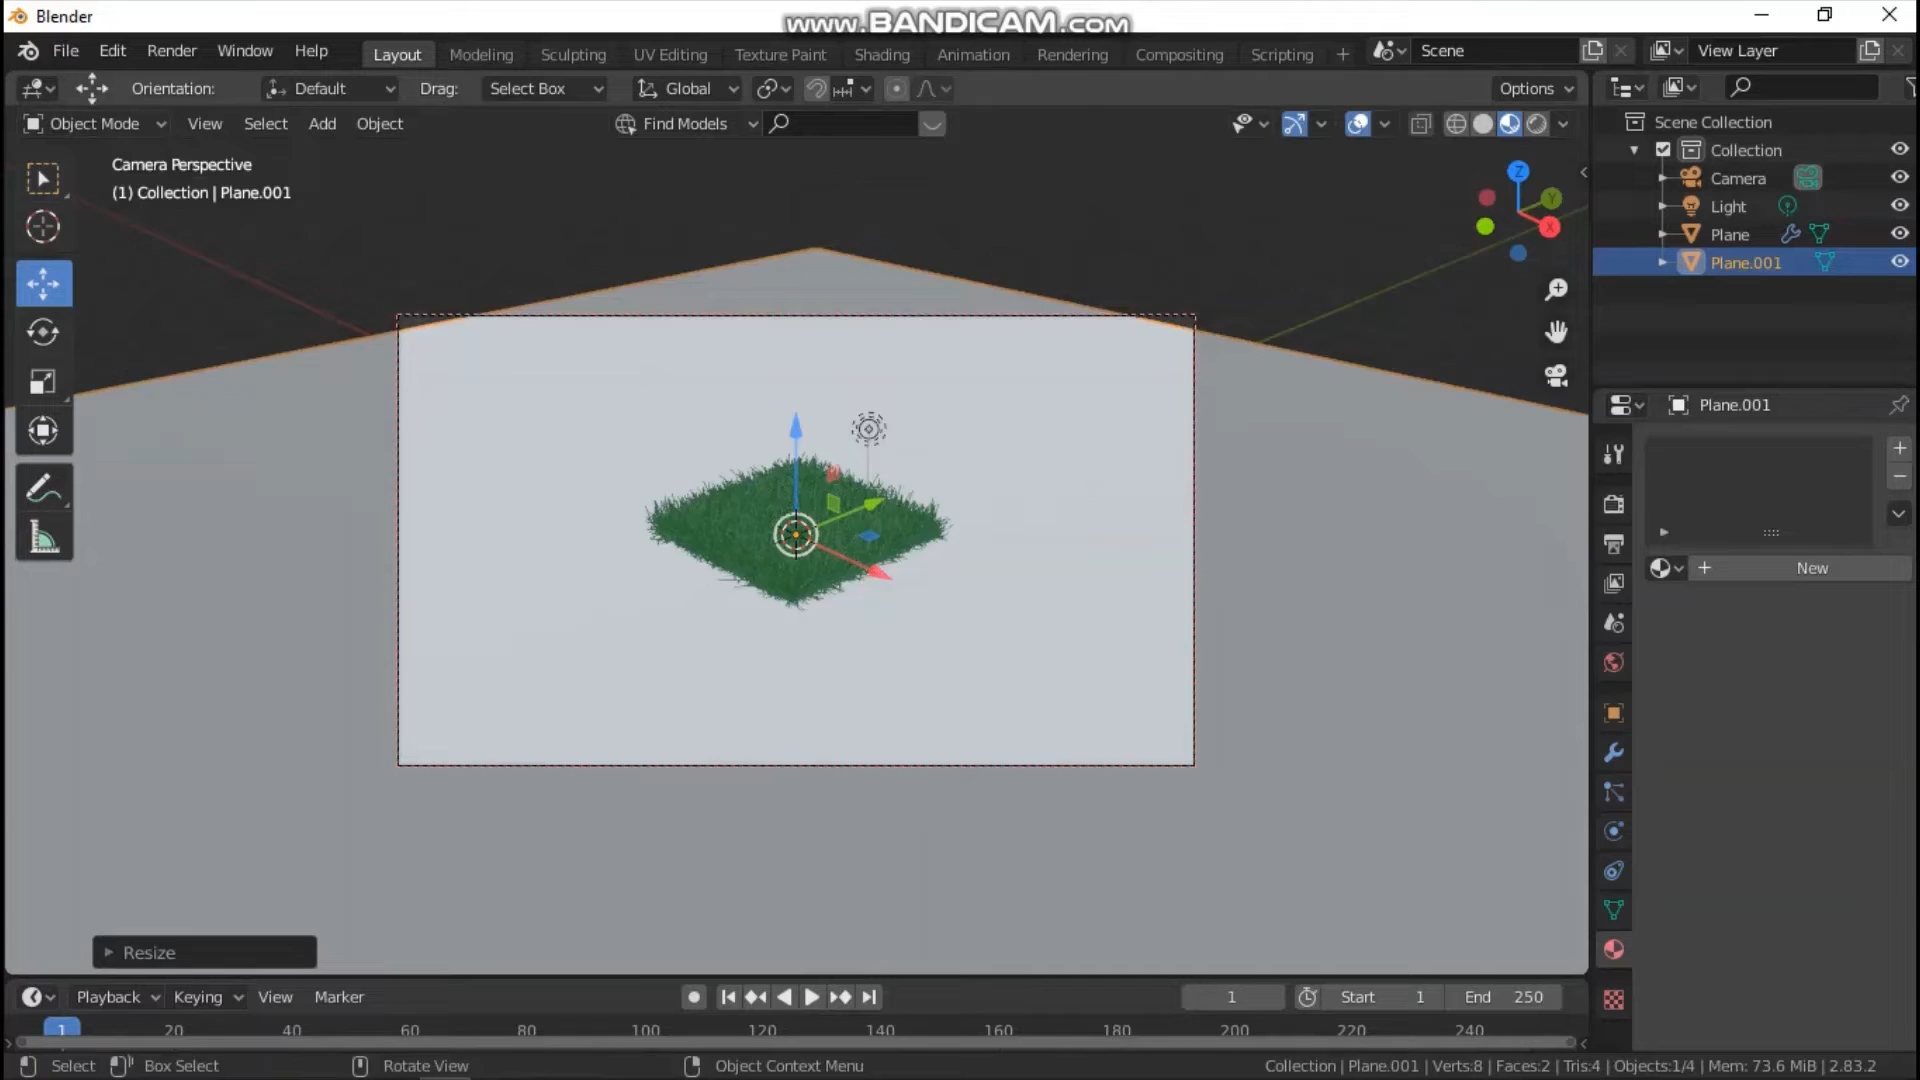 Blender
www.BANDICAM.com
File Edit Render Window Help Layout Modeling Sculpting UV Editing Texture Paint Shading Animation Rendering Compositing Scripting + Scene View Layer
Orientation: Default Drag: Select Box Global Options
Object Mode View Select Add Object Find Models
Camera Perspective
(1) Collection | Plane.001
Z
Y
X
Scene Collection
Collection
Camera
Light
Plane
Plane.001
Plane.001
New
Resize
Playback Keying View Marker 1 Start 1 End 250
1 20 40 60 80 100 120 140 160 180 200 220 240
Select Box Select Rotate View Object Context Menu Collection | Plane.001 | Verts:8 | Faces:2 | Tris:4 | Objects:1/4 | Mem: 73.6 MiB | 2.83.2